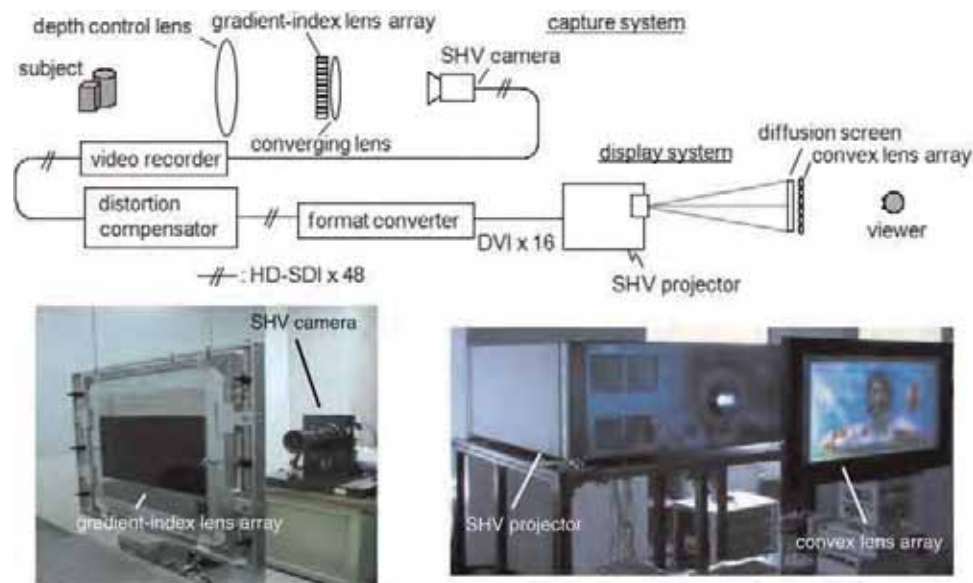 capture system
gradient-index lens array
depth control lens
SHV camera
subject
converging lens
video recorder
display system
diffusion screen
convex lens array
distortion
compensator
format converter
DVI x 16
viewer
SHV projector
: HD-SDI x 48
SHV camera
gradient-index lens array
SHV projector
convex lens array